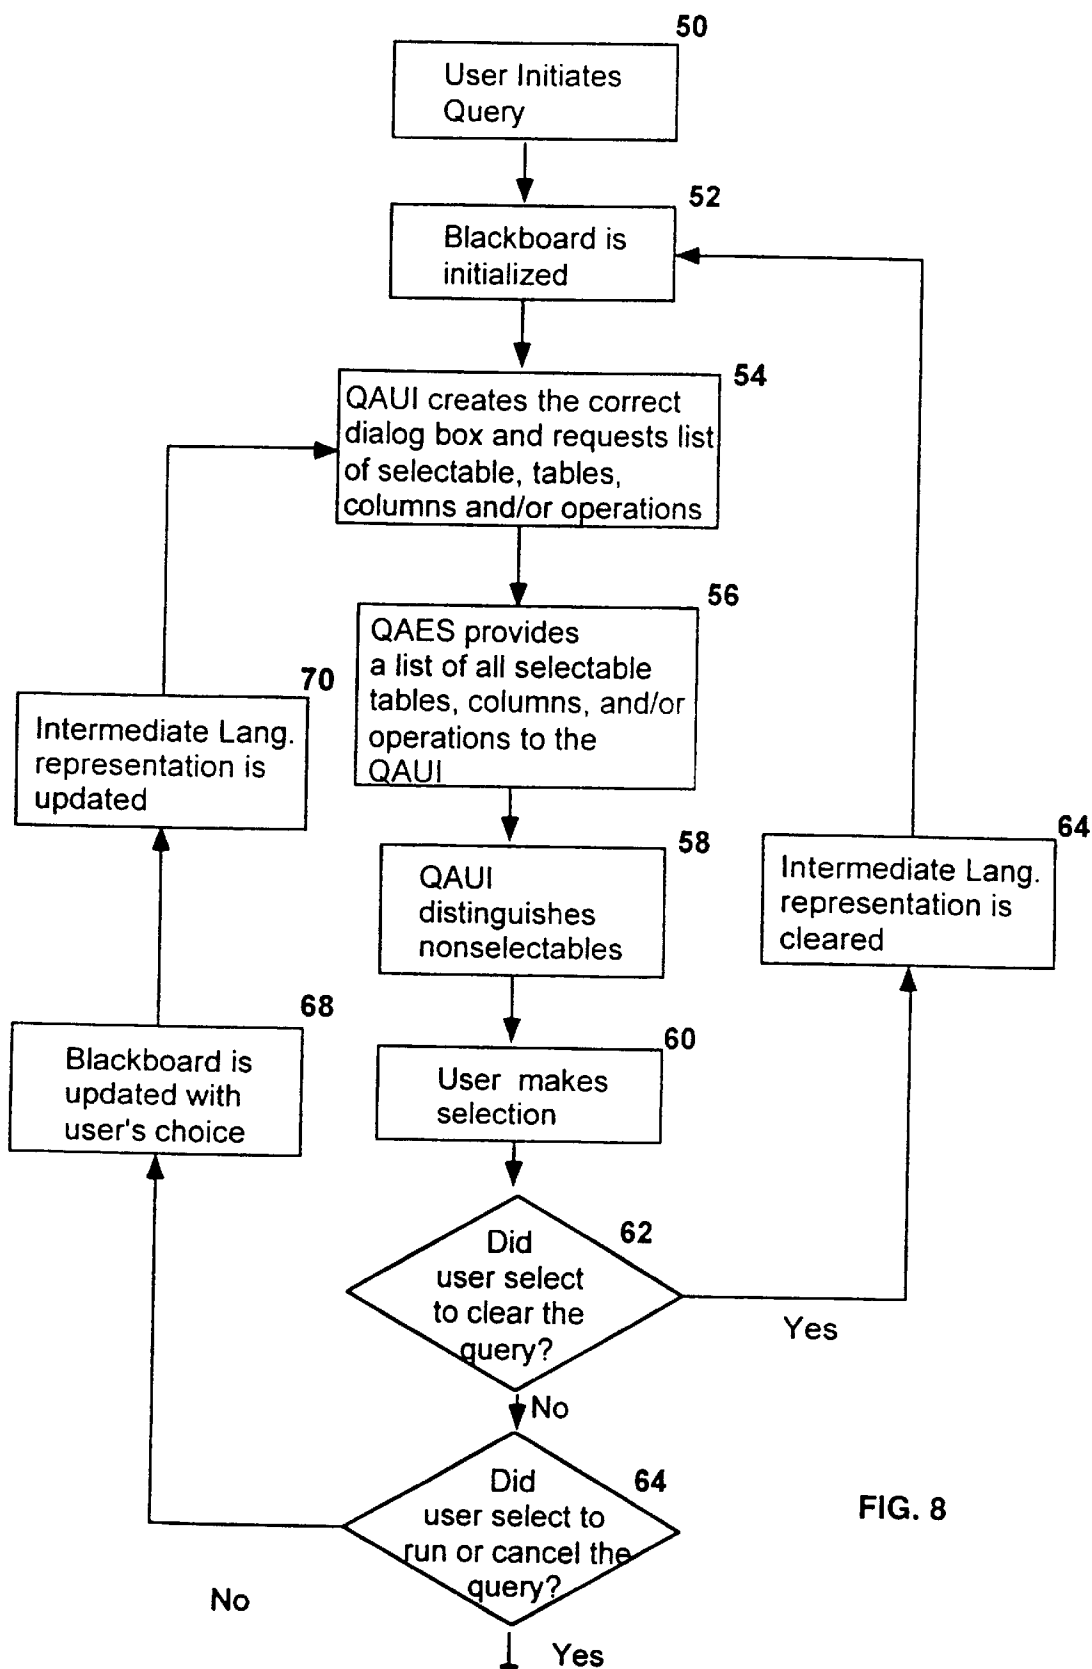 50
User Initiates
Query
52
Blackboard is
initialized
54
QAUI creates the correct
dialog box and requests list
of selectable, tables,
columns and/or operations
56
QAES provides
a list of all selectable
tables, columns, and/or
operations to the
QAUI
70
Intermediate Lang.
representation is
updated
58
QAUI
distinguishes
nonselectables
64
Intermediate Lang.
representation is
cleared
68
Blackboard is
updated with
user's choice
60
User makes
selection
62
Did
user select
to clear the
query?
Yes
No
64
Did
user select to
run or cancel the
query?
FIG. 8
No
Yes